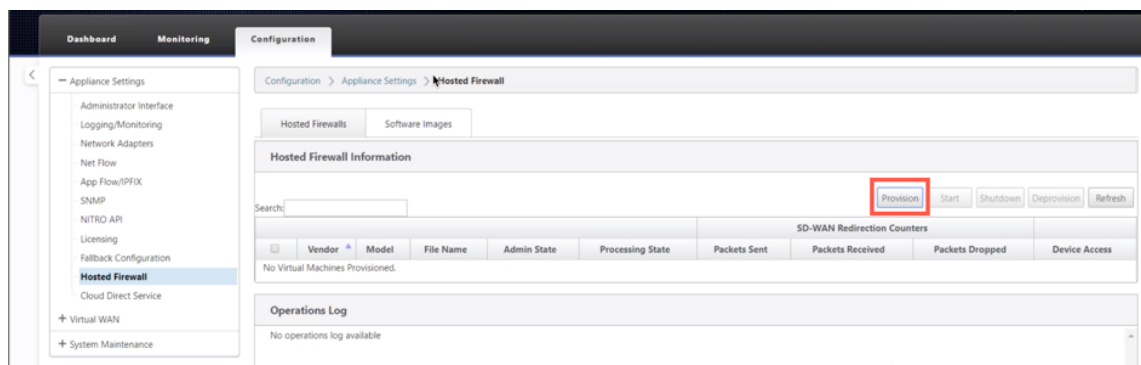 Dashboard Monitoring Configuration
Appliance Settings
Administrator Interface
Logging/Monitoring
Network Adapters
Net Flow
App Flow/IPFIX
SNMP
NITRO API
Licensing
Fallback Configuration
Hosted Firewall
Cloud Direct Service
Virtual WAN
System Maintenance
Configuration > Appliance Settings > Hosted Firewall
Hosted Firewalls Software Images
Hosted Firewall Information
Provision Start Shutdown Deprovision Refresh
Search:
SD-WAN Redirection Counters
Vendor Model File Name Admin State Processing State Packets Sent Packets Received Packets Dropped Device Access
No Virtual Machines Provisioned.
Operations Log
No operations log available